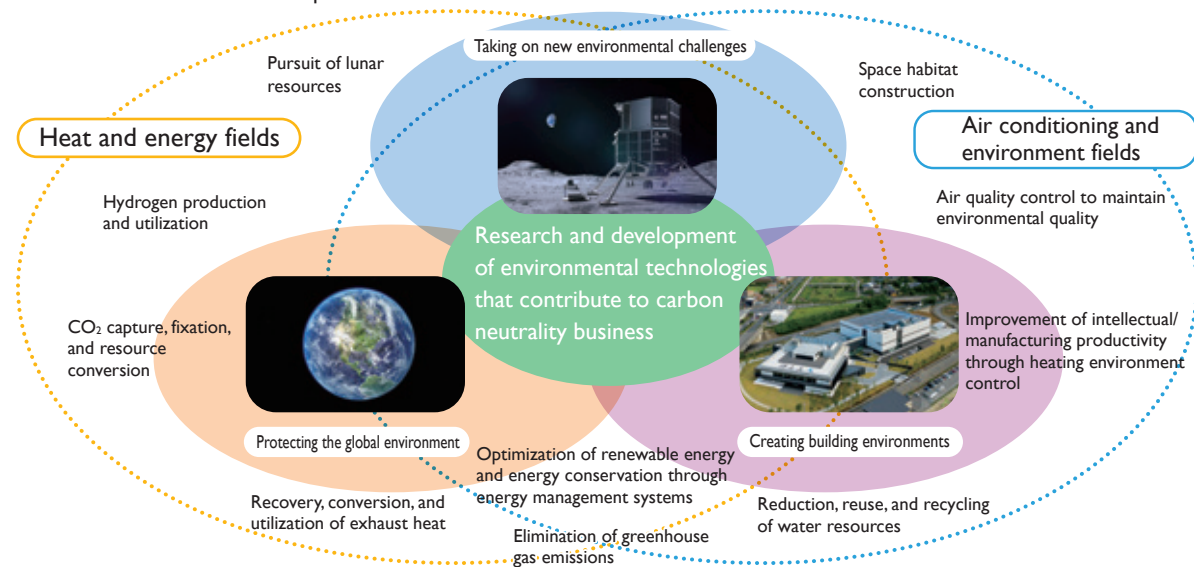 Taking on new environmental challenges
Pursuit of lunar
resources
Space habitat
construction
Heat and energy fields
Air conditioning and
environment fields
Hydrogen production
and utilization
Air quality control to maintain
environmental quality
Research and development
of environmental technologies
that contribute to carbon
neutrality business
CO₂ capture, fixation,
and resource
conversion
Improvement of intellectual/
manufacturing productivity
through heating environment
control
Protecting the global environment
Creating building environments
Optimization of renewable energy
and energy conservation through
energy management systems
Recovery, conversion, and
utilization of exhaust heat
Reduction, reuse, and recycling
of water resources
Elimination of greenhouse
gas emissions